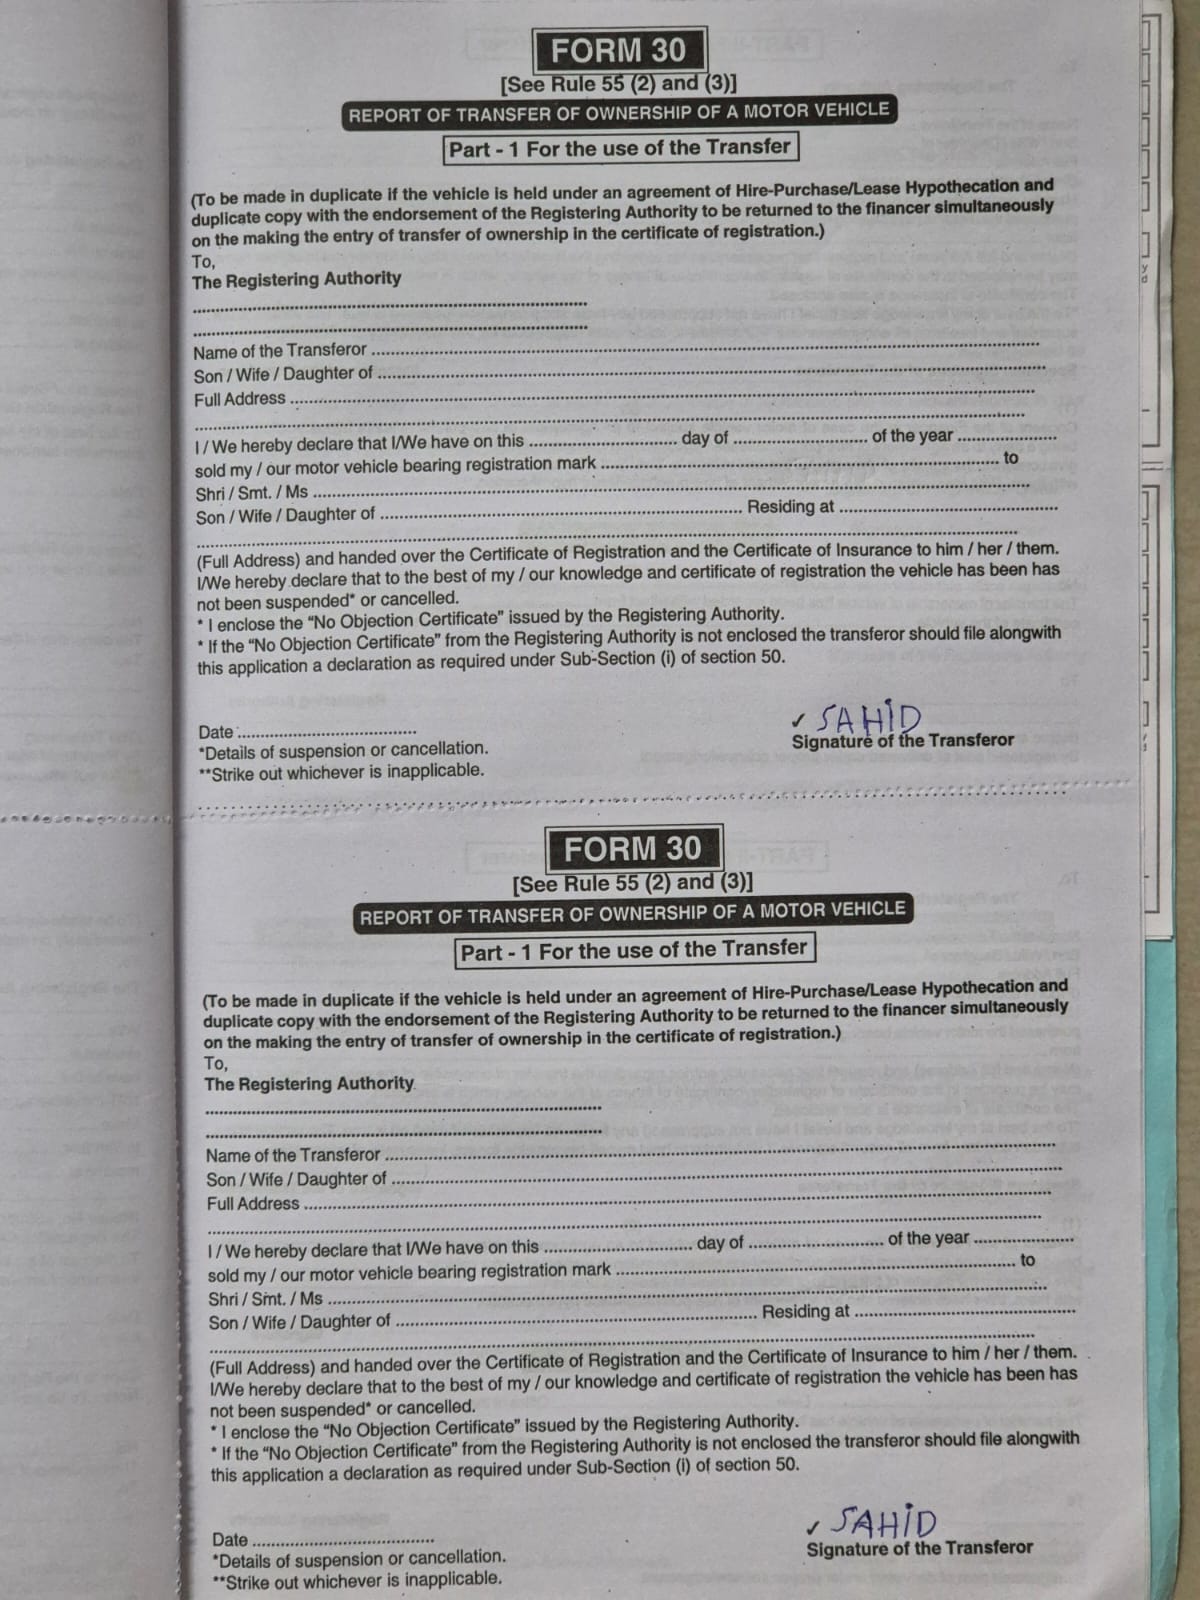 FORM 30
[See Rule 55 (2) and (3)]
REPORT OF TRANSFER OF OWNERSHIP OF A MOTOR VEHICLE
Part - 1 For the use of the Transfer
(To be made in duplicate if the vehicle is held under an agreement of Hire-Purchase/Lease Hypothecation and
duplicate copy with the endorsement of the Registering Authority to be returned to the financer simultaneously
on the making the entry of transfer of ownership in the certificate of registration.)
To,
The Registering Authority
Name of the Transferor
Son / Wife / Daughter of
Full Address
I / We hereby declare that I/We have on this ............ day of ............ of the year ............
sold my / our motor vehicle bearing registration mark ............ to
Shri / Smt. / Ms
Son / Wife / Daughter of ............ Residing at ............
(Full Address) and handed over the Certificate of Registration and the Certificate of Insurance to him / her / them.
I/We hereby declare that to the best of my / our knowledge and certificate of registration the vehicle has been has
not been suspended* or cancelled.
* I enclose the “No Objection Certificate” issued by the Registering Authority.
* If the “No Objection Certificate” from the Registering Authority is not enclosed the transferor should file alongwith
this application a declaration as required under Sub-Section (i) of section 50.
✓ SAHID
Date ............ Signature of the Transferor
*Details of suspension or cancellation.
**Strike out whichever is inapplicable.
FORM 30
[See Rule 55 (2) and (3)]
REPORT OF TRANSFER OF OWNERSHIP OF A MOTOR VEHICLE
Part - 1 For the use of the Transfer
(To be made in duplicate if the vehicle is held under an agreement of Hire-Purchase/Lease Hypothecation and
duplicate copy with the endorsement of the Registering Authority to be returned to the financer simultaneously
on the making the entry of transfer of ownership in the certificate of registration.)
To,
The Registering Authority
Name of the Transferor
Son / Wife / Daughter of
Full Address
I / We hereby declare that I/We have on this ............ day of ............ of the year ............
sold my / our motor vehicle bearing registration mark ............ to
Shri / Smt. / Ms
Son / Wife / Daughter of ............ Residing at ............
(Full Address) and handed over the Certificate of Registration and the Certificate of Insurance to him / her / them.
I/We hereby declare that to the best of my / our knowledge and certificate of registration the vehicle has been has
not been suspended* or cancelled.
* I enclose the “No Objection Certificate” issued by the Registering Authority.
* If the “No Objection Certificate” from the Registering Authority is not enclosed the transferor should file alongwith
this application a declaration as required under Sub-Section (i) of section 50.
✓ SAHID
Date ............ Signature of the Transferor
*Details of suspension or cancellation.
**Strike out whichever is inapplicable.